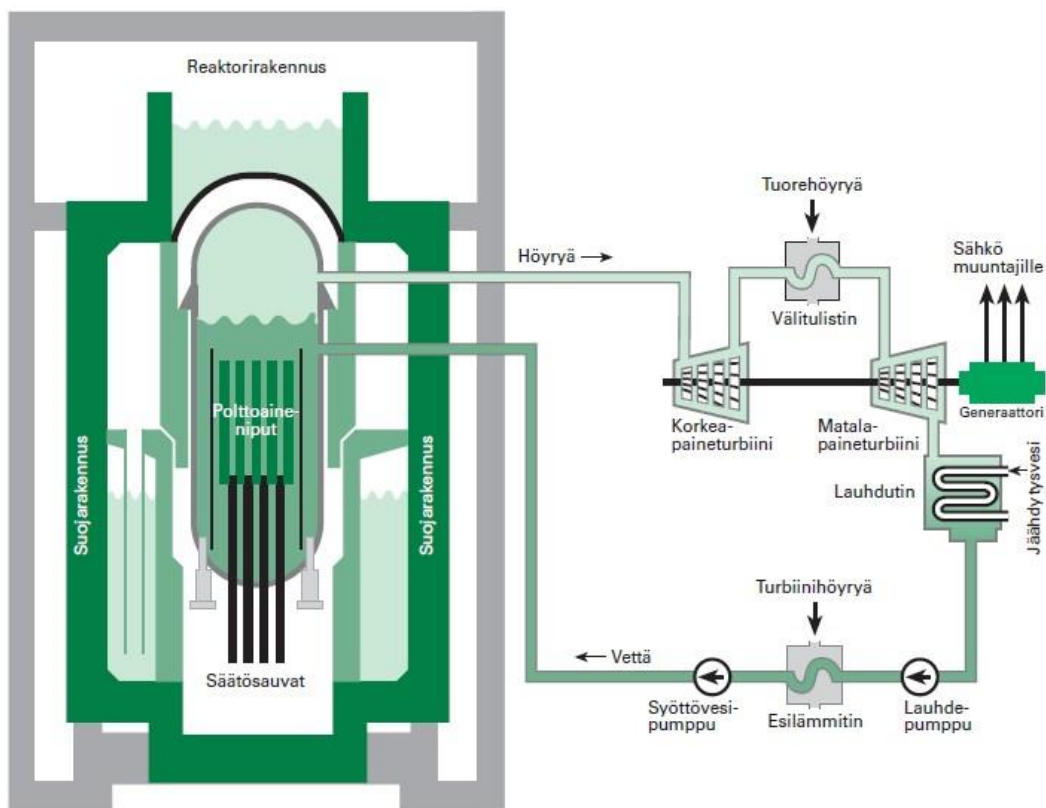 Reaktorirakennus
Tuorehöyryä
Höyryä
Sähkö
muuntajille
Välitulistin
Polttoaine-
niput
Korkea-
paineturbiini
Matala-
paineturbiini
Generaattori
Suojarakennus
Suojarakennus
Lauhdutin
Jäähdytysvesi
Turbiinihöyryä
Vettä
Säätösauvat
Syöttövesi-
pumppu
Esilämmitin
Lauhde-
pumppu